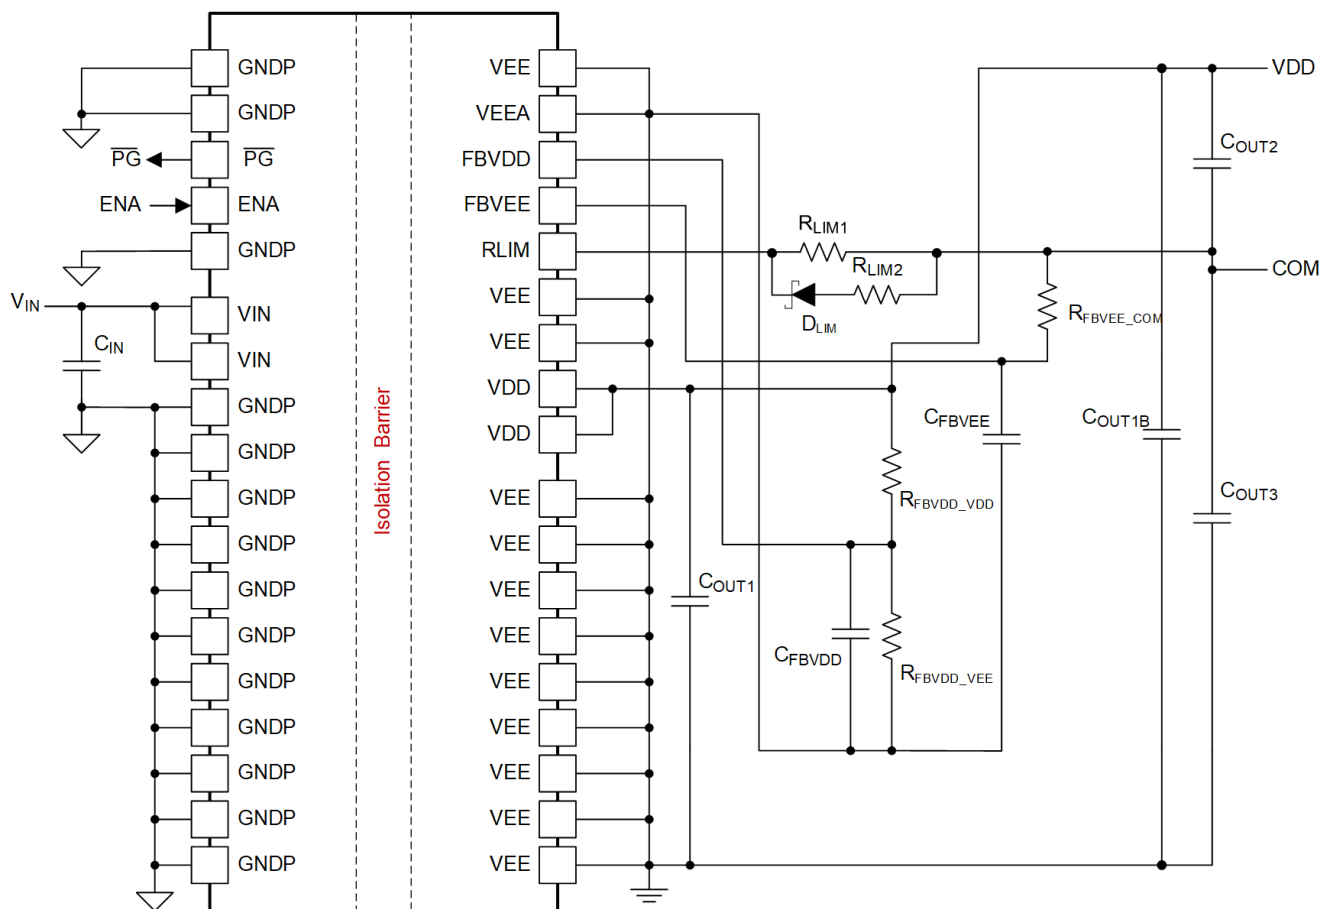 GNDP
VEE
VDD
GNDP
VEEA
PG
PG
FBVDD
COUT2
ENA
ENA
FBVEE
RLIM1
GNDP
RLIM
RLIM2
COM
VIN
VIN
VEE
DLIM
RFBVEE_COM
CIN
VIN
VEE
Isolation Barrier
GNDP
VDD
CFBVEE
COUT1B
GNDP
VDD
GNDP
VEE
RFBVDD_VDD
COUT3
GNDP
VEE
GNDP
VEE
COUT1
GNDP
VEE
CFBVDD
RFBVDD_VEE
GNDP
VEE
GNDP
VEE
GNDP
VEE
GNDP
VEE
GNDP
VEE